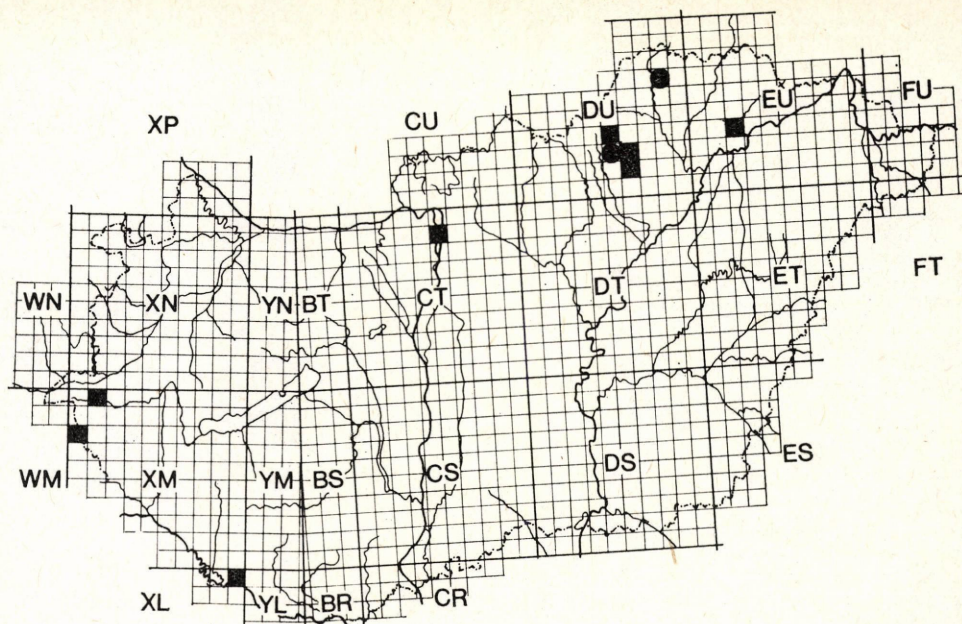 XP CU DU EU FU
WN XN YN BT CT DT ET FT
WM XM YM BS CS DS ES
XL YL BR CR